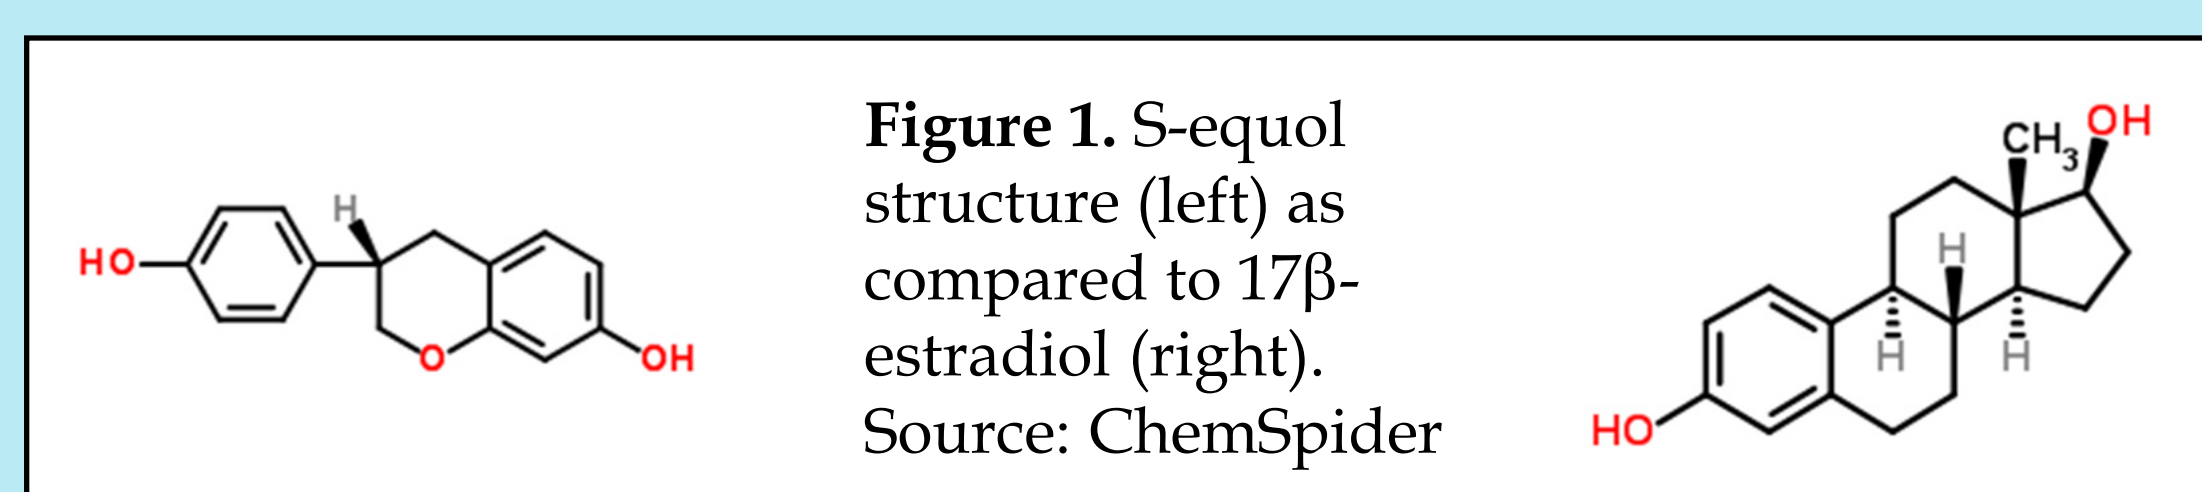 HO
H
O
OH
Figure 1. S-equol
structure (left) as
compared to 17β-
estradiol (right).
Source: ChemSpider
OH
CH3
H
H
H
HO